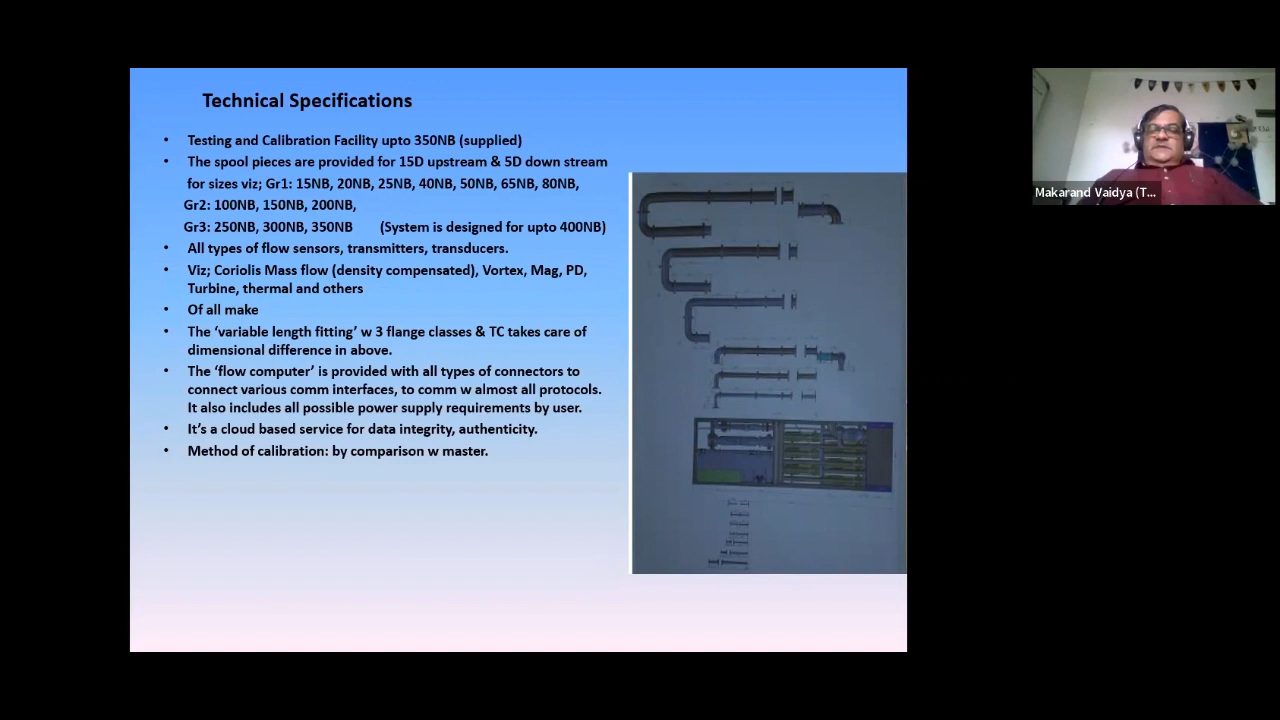 Technical Specifications
• Testing and Calibration Facility upto 350NB (supplied)
• The spool pieces are provided for 15D upstream & 5D down stream
for sizes viz; Gr1: 15NB, 20NB, 25NB, 40NB, 50NB, 65NB, 80NB,
Gr2: 100NB, 150NB, 200NB,
Gr3: 250NB, 300NB, 350NB (System is designed for upto 400NB)
• All types of flow sensors, transmitters, transducers.
• Viz; Coriolis Mass flow (density compensated), Vortex, Mag, PD,
Turbine, thermal and others
• Of all make
• The ‘variable length fitting’ w 3 flange classes & TC takes care of
dimensional difference in above.
• The ‘flow computer’ is provided with all types of connectors to
connect various comm interfaces, to comm w almost all protocols.
It also includes all possible power supply requirements by user.
• It’s a cloud based service for data integrity, authenticity.
• Method of calibration: by comparison w master.
Makarand Vaidya (T...